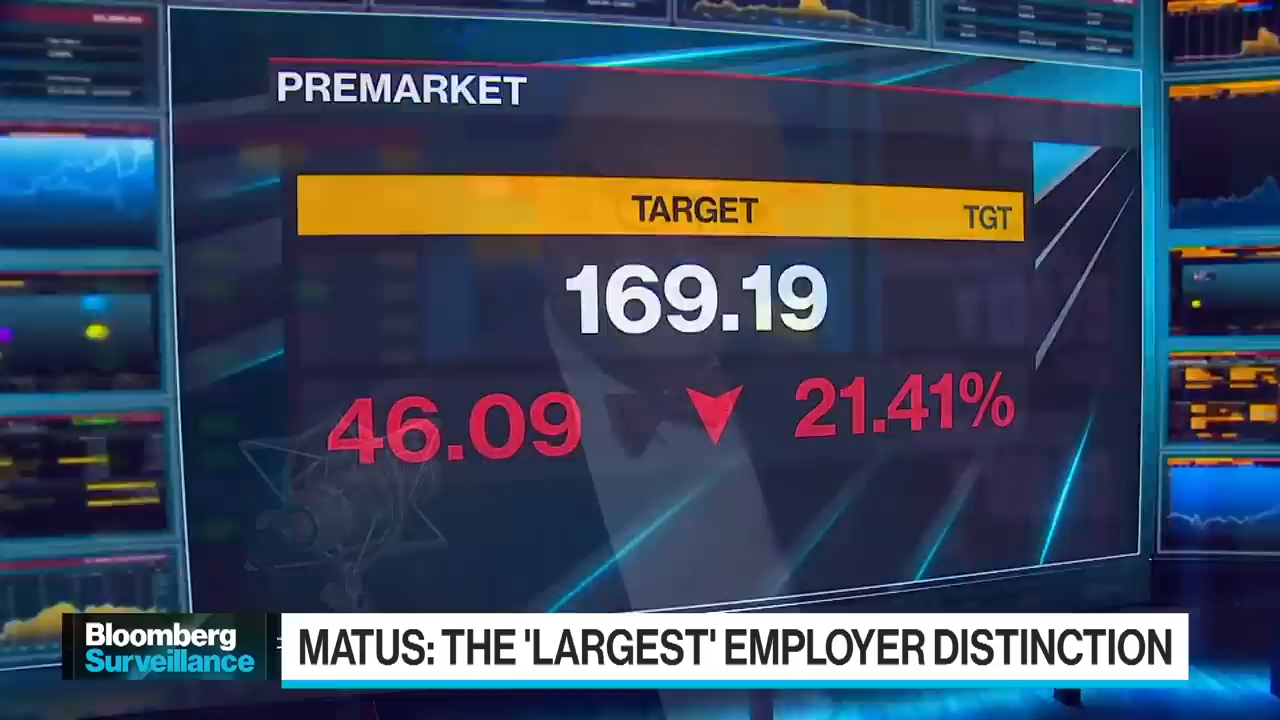 PREMARKET
TARGET TGT
169.19
46.09 21.41%
Bloomberg
Surveillance
MATUS: THE 'LARGEST' EMPLOYER DISTINCTION